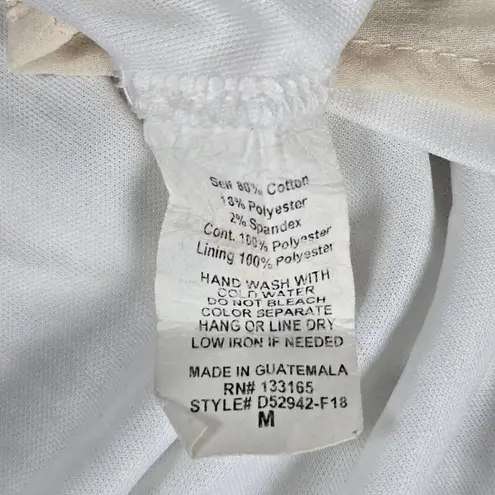 Self 80% Cotton
18% Polyester
2% Spandex
Cont. 100% Polyester
Lining 100% Polyester
HAND WASH WITH
COLD WATER
DO NOT BLEACH
COLOR SEPARATE
HANG OR LINE DRY
LOW IRON IF NEEDED
MADE IN GUATEMALA
RN# 133165
STYLE# D52942-F18
M